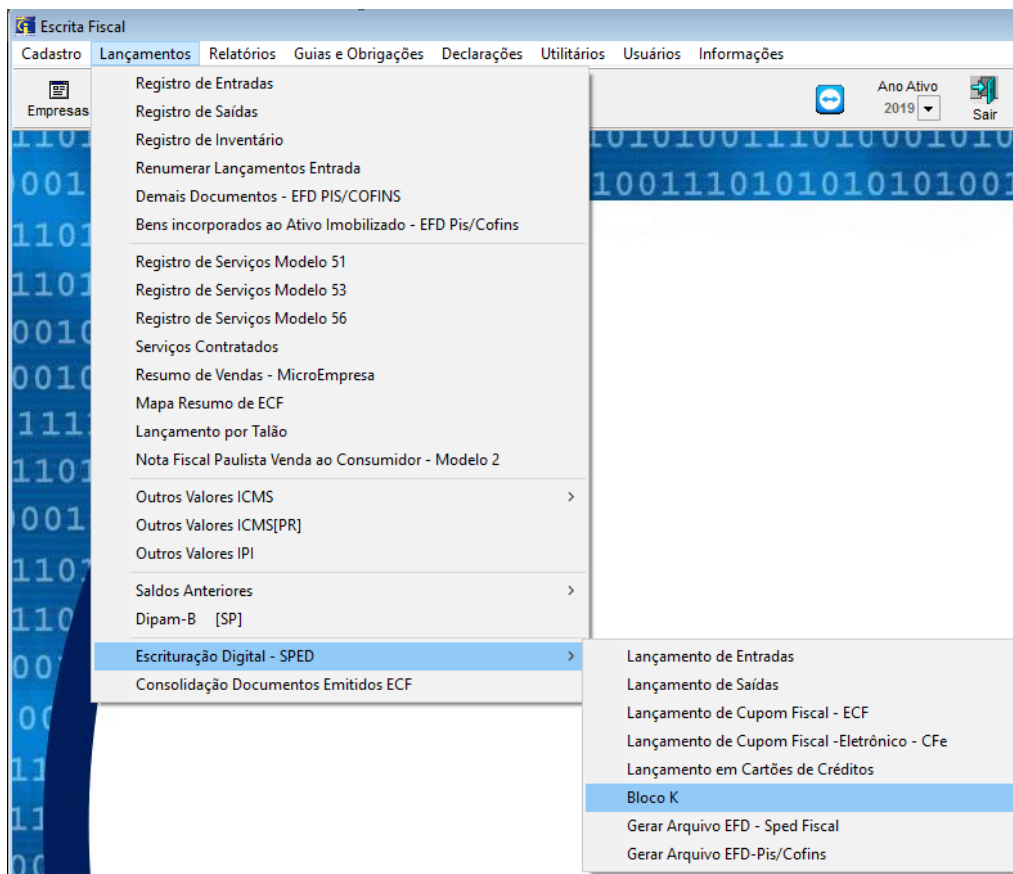 Escrita Fiscal
Cadastro Lançamentos Relatórios Guias e Obrigações Declarações Utilitários Usuários Informações
Empresas
Ano Ativo
2019
Sair
Registro de Entradas
Registro de Saídas
Registro de Inventário
Renumerar Lançamentos Entrada
Demais Documentos - EFD PIS/COFINS
Bens incorporados ao Ativo Imobilizado - EFD Pis/Cofins
Registro de Serviços Modelo 51
Registro de Serviços Modelo 53
Registro de Serviços Modelo 56
Serviços Contratados
Resumo de Vendas - MicroEmpresa
Mapa Resumo de ECF
Lançamento por Talão
Nota Fiscal Paulista Venda ao Consumidor - Modelo 2
Outros Valores ICMS
Outros Valores ICMS[PR]
Outros Valores IPI
Saldos Anteriores
Dipam-B [SP]
Escrituração Digital - SPED
Consolidação Documentos Emitidos ECF
Lançamento de Entradas
Lançamento de Saídas
Lançamento de Cupom Fiscal - ECF
Lançamento de Cupom Fiscal -Eletrônico - CFe
Lançamento em Cartões de Créditos
Bloco K
Gerar Arquivo EFD - Sped Fiscal
Gerar Arquivo EFD-Pis/Cofins